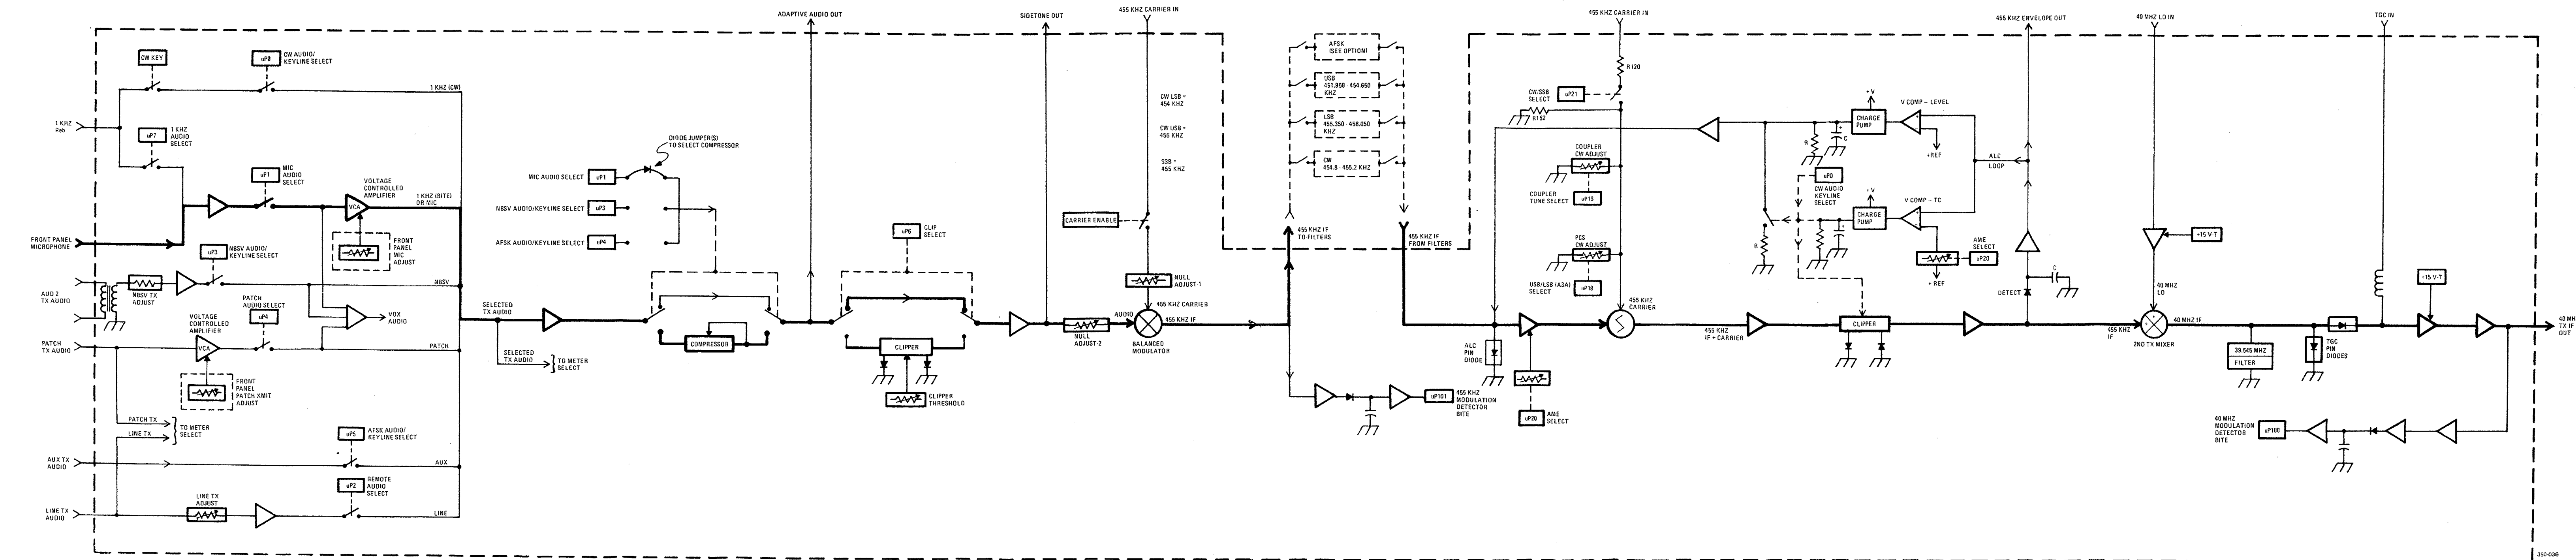 ADAPTIVE AUDIO OUT
SIDETONE OUT
455 KHZ CARRIER IN
455 KHZ CARRIER IN
455 KHZ ENVELOPE OUT
40 MHZ LO IN
TGC IN
CW KEY
uP0
CW AUDIO/
KEYLINE SELECT
1 KHZ (CW)
1 KHZ
uP7
1 KHZ
AUDIO
SELECT
uP1
MIC
AUDIO
SELECT
VOLTAGE
CONTROLLED
AMPLIFIER
VCA
1 KHZ (BITE)
OR MIC
FRONT
PANEL
MIC
ADJUST
FRONT PANEL
MICROPHONE
uP3
NBSV AUDIO/
KEYLINE SELECT
AUD 2
TX AUDIO
NBSV TX
ADJUST
NBSV
PATCH
AUDIO SELECT
uP4
VOX
AUDIO
VOLTAGE
CONTROLLED
AMPLIFIER
VCA
PATCH
TX AUDIO
PATCH
FRONT
PANEL
PATCH XMIT
ADJUST
PATCH TX
LINE TX
TO METER
SELECT
uP5
AFSK AUDIO/
KEYLINE SELECT
AUX TX
AUDIO
AUX
uP2
REMOTE
AUDIO
SELECT
LINE TX
ADJUST
LINE TX
AUDIO
LINE
DIODE JUMPER(S)
TO SELECT COMPRESSOR
MIC AUDIO SELECT
uP1
NBSV AUDIO/KEYLINE SELECT
uP3
AFSK AUDIO/KEYLINE SELECT
uP4
SELECTED
TX AUDIO
SELECTED
TX AUDIO
TO METER
SELECT
COMPRESSOR
uP6
CLIP
SELECT
CLIPPER
CLIPPER
THRESHOLD
CW LSB =
454 KHZ
CW USB =
456 KHZ
SSB =
455 KHZ
CARRIER ENABLE
NULL
ADJUST-1
455 KHZ CARRIER
AUDIO
455 KHZ IF
NULL
ADJUST-2
BALANCED
MODULATOR
AFSK
(SEE OPTION)
USB
451.950 - 454.650
KHZ
LSB
455.350 - 458.050
KHZ
CW
454.8 - 455.2 KHZ
455 KHZ IF
TO FILTERS
455 KHZ IF
FROM FILTERS
uP101
455 KHZ
MODULATION
DETECTOR
BITE
R120
CW/SSB
SELECT
uP21
R152
COUPLER
CW ADJUST
COUPLER
TUNE SELECT
uP19
PCS
CW ADJUST
USB/LSB (A3A)
SELECT
uP18
455 KHZ
CARRIER
ALC
PIN
DIODE
uP20
AME
SELECT
455 KHZ
IF + CARRIER
+V
CHARGE
PUMP
V COMP - LEVEL
R
C
+REF
ALC
LOOP
uP0
CW AUDIO
KEYLINE
SELECT
+V
CHARGE
PUMP
V COMP - TC
R
AME
SELECT
uP20
+ REF
CLIPPER
DETECT
C
+15 V-T
40 MHZ
LO
455 KHZ
IF
40 MHZ IF
2ND TX MIXER
39.545 MHZ
FILTER
TGC
PIN
DIODES
+15 V-T
40 MHZ
MODULATION
DETECTOR
BITE
uP100
TX IF
OUT
350-036